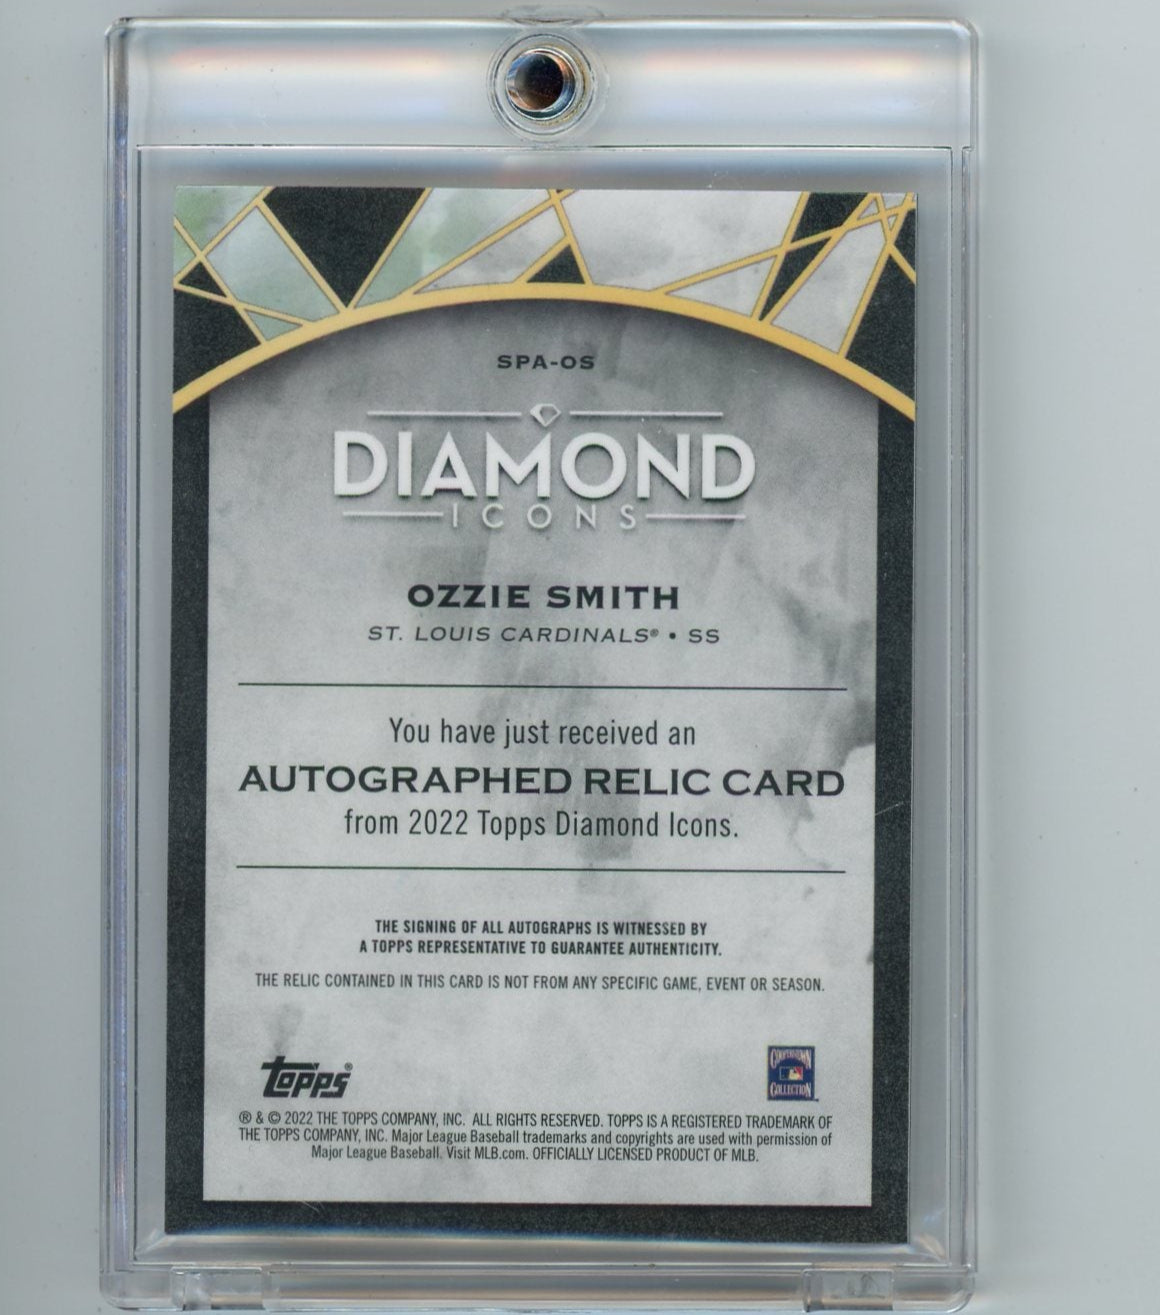 SPA-OS
DIAMOND
ICONS
OZZIE SMITH
ST. LOUIS CARDINALS® • SS
You have just received an
AUTOGRAPHED RELIC CARD
from 2022 Topps Diamond Icons.
THE SIGNING OF ALL AUTOGRAPHS IS WITNESSED BY
A TOPPS REPRESENTATIVE TO GUARANTEE AUTHENTICITY.
THE RELIC CONTAINED IN THIS CARD IS NOT FROM ANY SPECIFIC GAME, EVENT OR SEASON.
Topps®
COOPERSTOWN
COLLECTION
® & © 2022 THE TOPPS COMPANY, INC. ALL RIGHTS RESERVED. TOPPS IS A REGISTERED TRADEMARK OF
THE TOPPS COMPANY, INC. Major League Baseball trademarks and copyrights are used with permission of
Major League Baseball. Visit MLB.com. OFFICIALLY LICENSED PRODUCT OF MLB.